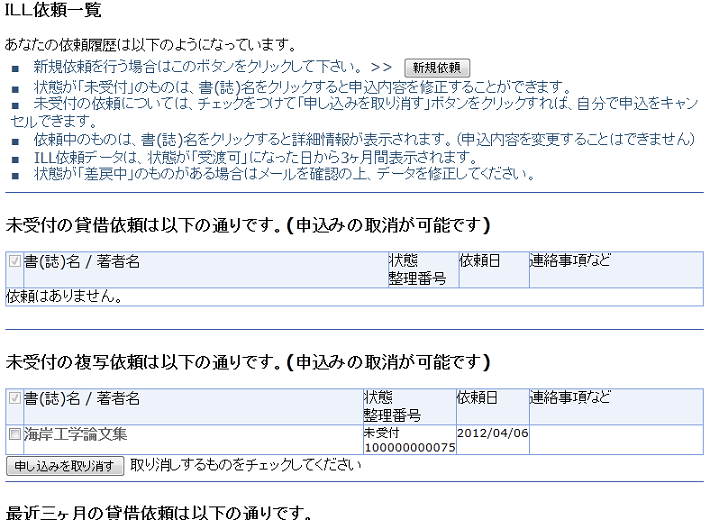 ILL依頼一覧
あなたの依頼履歴は以下のようになっています。
■ 新規依頼を行う場合はこのボタンをクリックして下さい。 >> 新規依頼
■ 状態が「未受付」のものは、書(誌)名をクリックすると申込内容を修正することができます。
■ 未受付の依頼については、チェックをつけて「申し込みを取り消す」ボタンをクリックすれば、自分で申込をキャン
セルできます。
■ 依頼中のものは、書(誌)名をクリックすると詳細情報が表示されます。(申込内容を変更することはできません)
■ ILL依頼データは、状態が「受渡可」になった日から3ヶ月間表示されます。
■ 状態が「差戻中」のものがある場合はメールを確認の上、データを修正してください。
未受付の貸借依頼は以下の通りです。(申込みの取消が可能です)
書(誌)名 / 著者名 状態 依頼日 連絡事項など
整理番号
依頼はありません。
未受付の複写依頼は以下の通りです。(申込みの取消が可能です)
書(誌)名 / 著者名 状態 依頼日 連絡事項など
整理番号
海岸工学論文集 未受付 2012/04/06
100000000075
申し込みを取り消す 取り消しするものをチェックしてください
最近三ヶ月の貸借依頼は以下の通りです。